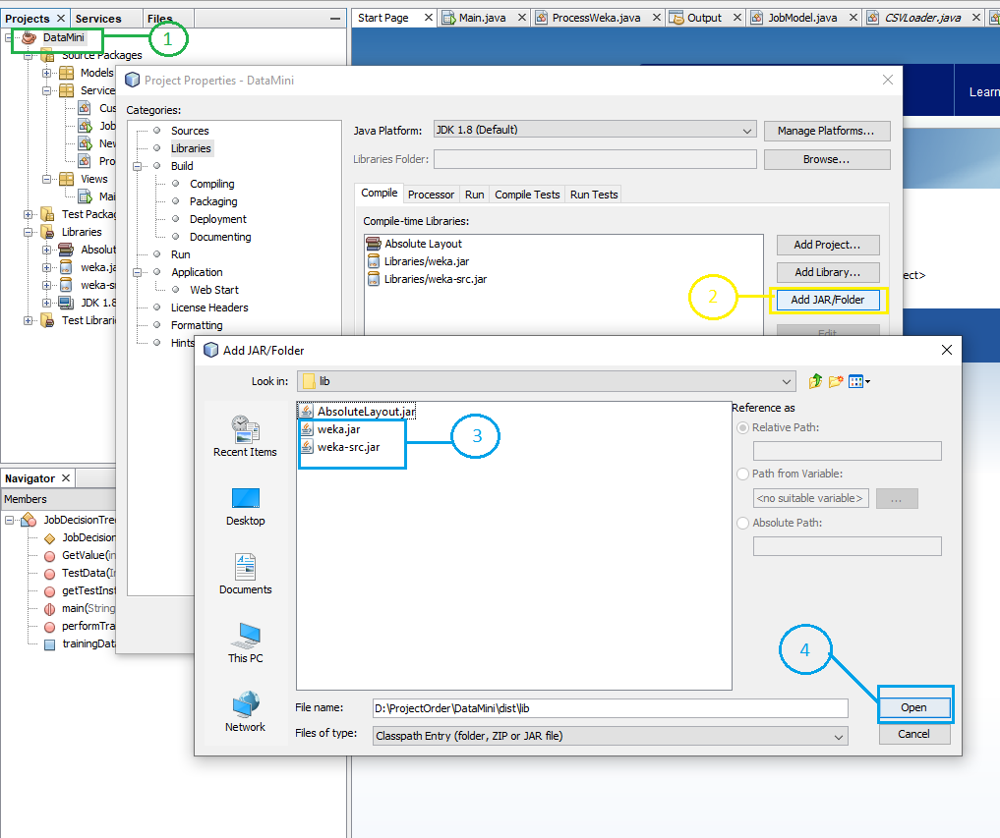 Projects
Services
Files
Start Page
Main.java
ProcessWeka.java
Output
JobModel.java
CSVLoader.java
DataMini
1
Source Packages
Models
Service
Cus
Job
Nev
Pro
Views
Mai
Test Packag
Libraries
Absolut
weka.ja
weka-s
JDK 1.8
Test Librari
Learn
ect>
Project Properties - DataMini
Categories:
Sources
Libraries
Build
Compiling
Packaging
Deployment
Documenting
Run
Application
Web Start
License Headers
Formatting
Hints
Java Platform:
JDK 1.8 (Default)
Manage Platforms...
Libraries Folder:
Browse...
Compile
Processor
Run
Compile Tests
Run Tests
Compile-time Libraries:
Absolute Layout
Libraries/weka.jar
Libraries/weka-src.jar
Add Project...
Add Library...
2
Add JAR/Folder
Edit
Add JAR/Folder
Look in:
lib
Recent Items
Desktop
Documents
This PC
Network
AbsoluteLayout.jar
weka.jar
weka-src.jar
3
Reference as
Relative Path:
Path from Variable:
<no suitable variable>
...
Absolute Path:
4
File name:
D:\ProjectOrder\DataMini\dist\lib
Open
Files of type:
Classpath Entry (folder, ZIP or JAR file)
Cancel
Navigator
Members
JobDecisionTree
JobDecision
GetValue(in
TestData(In
getTestInst
main(String
performTra
trainingData